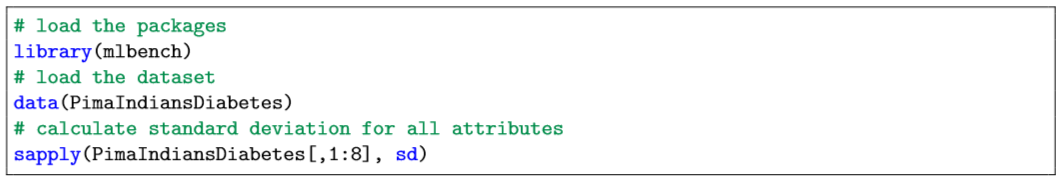 # load the packages
library(mlbench)
# load the dataset
data(PimaIndiansDiabetes)
# calculate standard deviation for all attributes
sapply(PimaIndiansDiabetes[,1:8], sd)